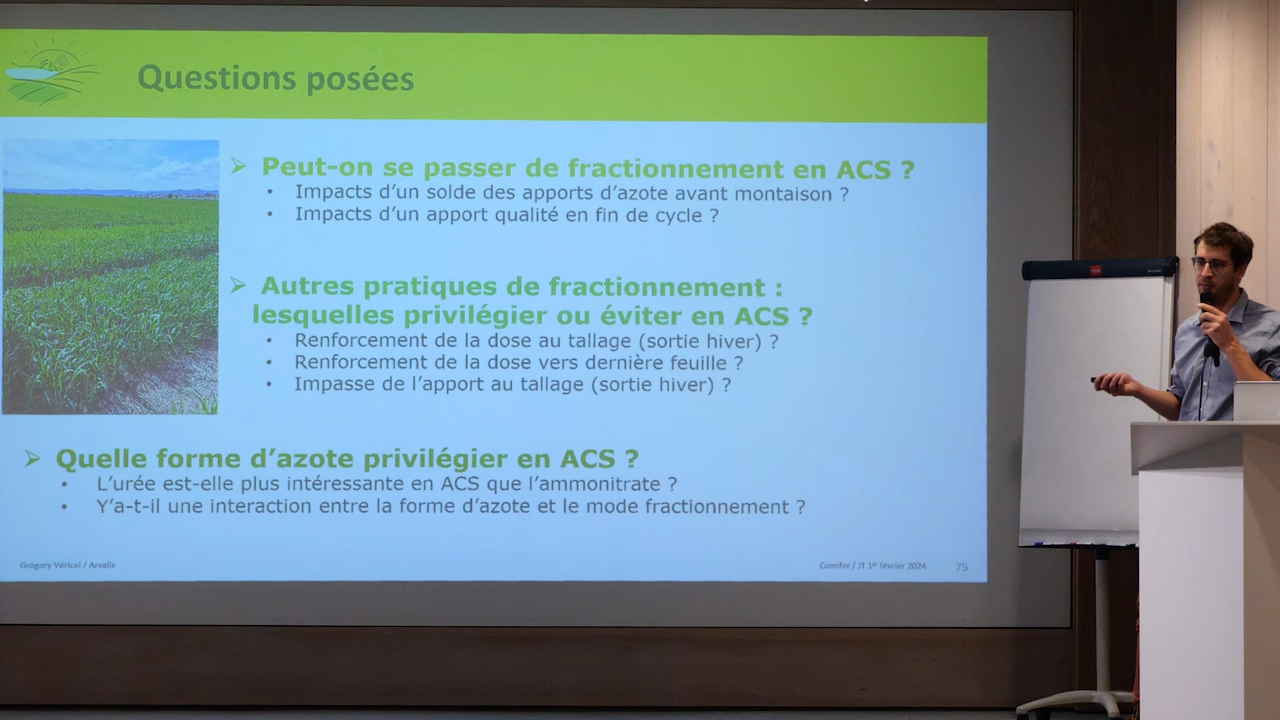 Questions posées
➢ Peut-on se passer de fractionnement en ACS ?
• Impacts d'un solde des apports d'azote avant montaison ?
• Impacts d'un apport qualité en fin de cycle ?
➢ Autres pratiques de fractionnement :
lesquelles privilégier ou éviter en ACS ?
• Renforcement de la dose au tallage (sortie hiver) ?
• Renforcement de la dose vers dernière feuille ?
• Impasse de l'apport au tallage (sortie hiver) ?
➢ Quelle forme d'azote privilégier en ACS ?
• L'urée est-elle plus intéressante en ACS que l'ammonitrate ?
• Y'a-t-il une interaction entre la forme d'azote et le mode fractionnement ?
Grégory Véricel / Arvalis
Comifer / JT 1er février 2024
75